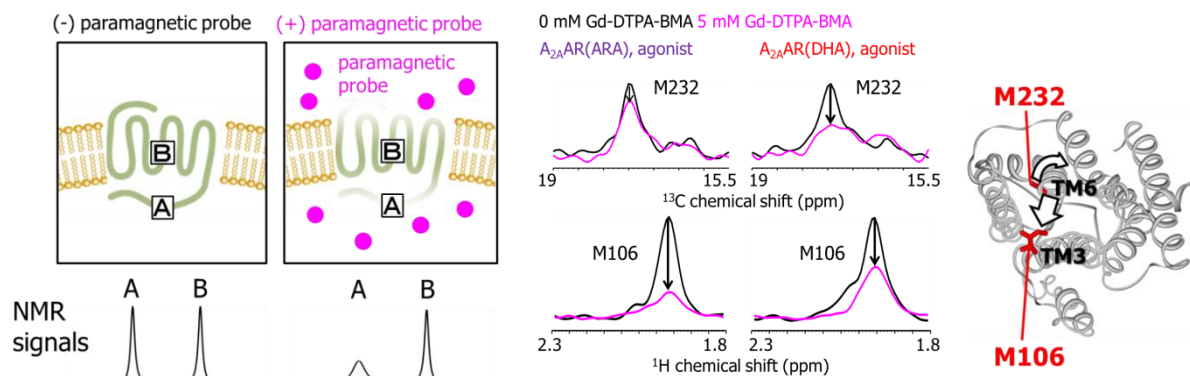 (-) paramagnetic probe
(+) paramagnetic probe
paramagnetic
probe
B
A
B
A
A B
A B
NMR
signals
0 mM Gd-DTPA-BMA 5 mM Gd-DTPA-BMA
A2AAR(ARA), agonist
A2AAR(DHA), agonist
M232
M232
19 15.5
19 15.5
13C chemical shift (ppm)
M106
M106
2.3 1.8
2.3 1.8
1H chemical shift (ppm)
M232
TM6
TM3
M106